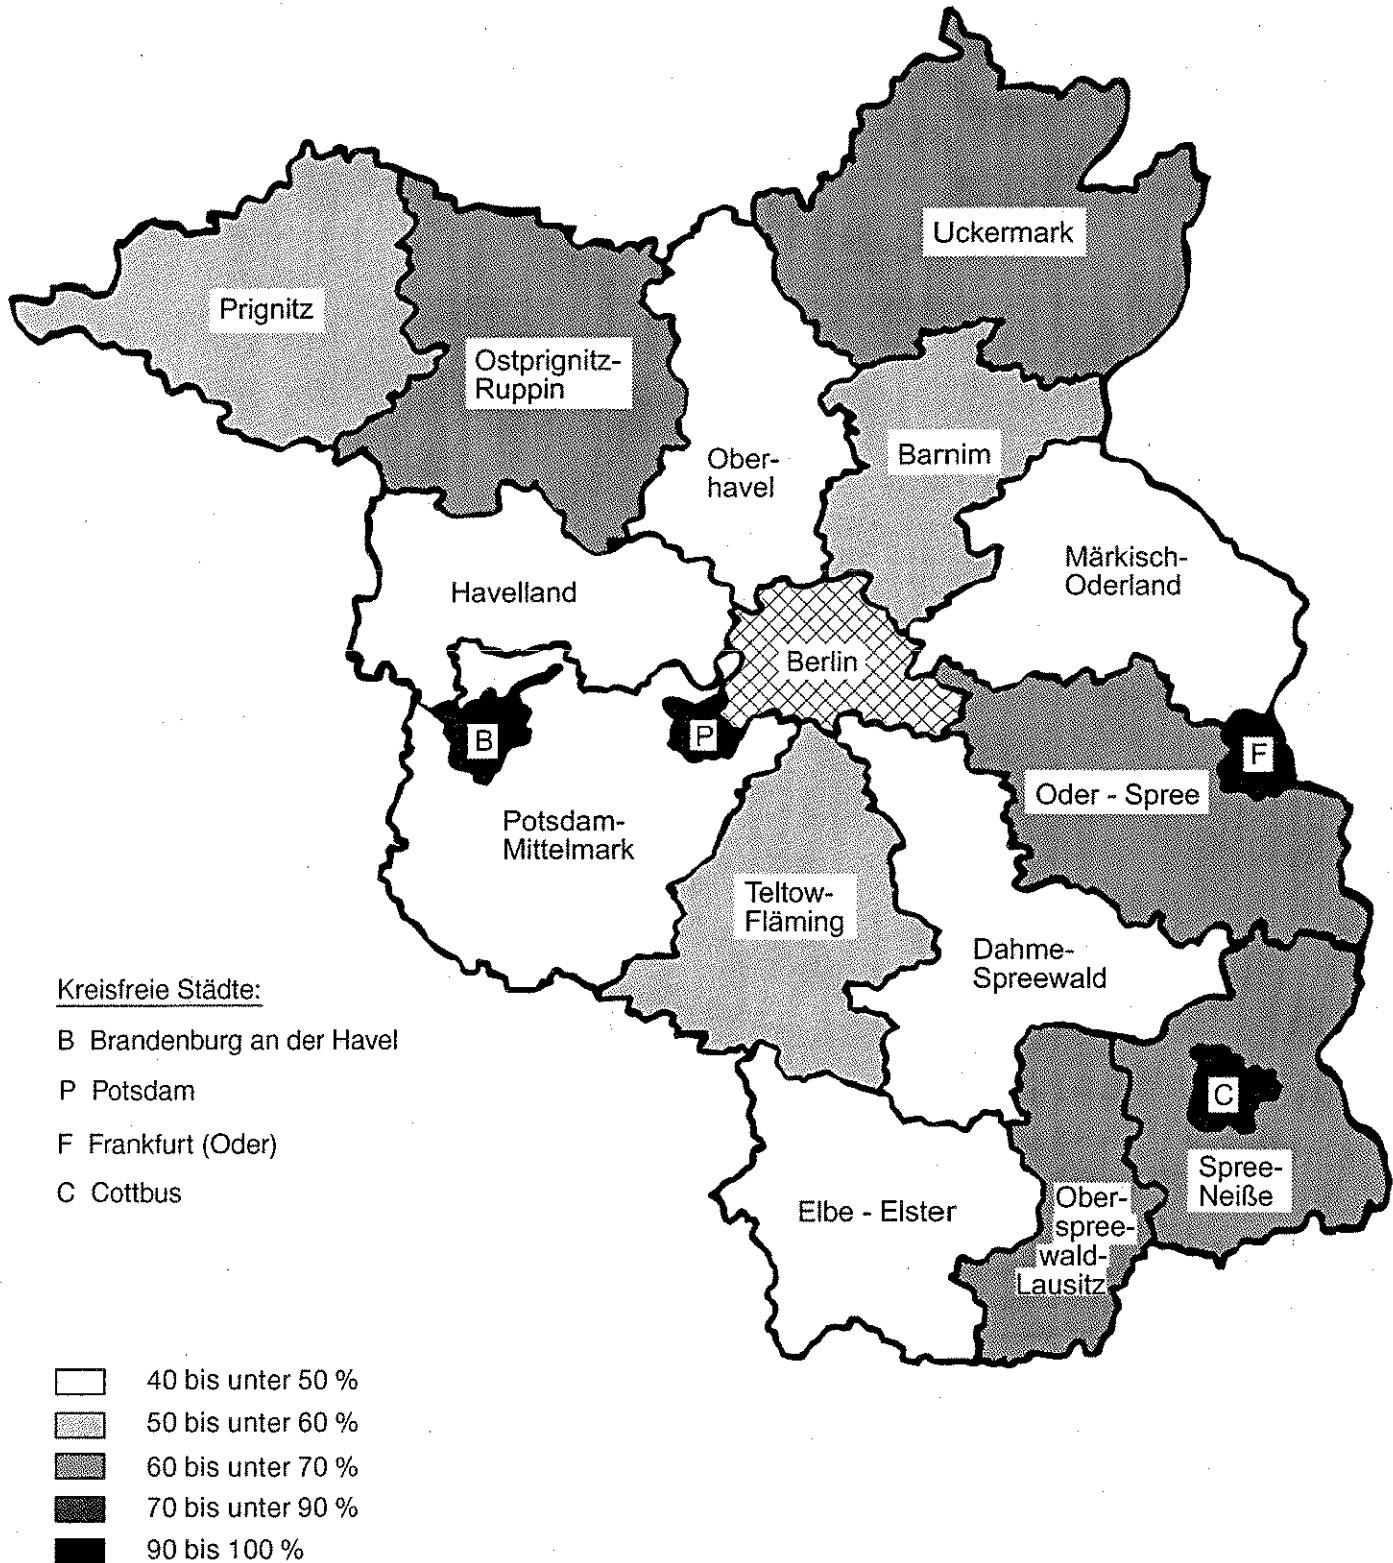 Uckermark
Prignitz
Ostprignitz-
Ruppin
Ober-
havel
Barnim
Märkisch-
Oderland
Havelland
Berlin
B
P
F
Oder - Spree
Potsdam-
Mittelmark
Teltow-
Fläming
Dahme-
Spreewald
Kreisfreie Städte:
B Brandenburg an der Havel
P Potsdam
F Frankfurt (Oder)
C Cottbus
C
Spree-
Neiße
Elbe - Elster
Ober-
spree-
wald-
Lausitz
40 bis unter 50 %
50 bis unter 60 %
60 bis unter 70 %
70 bis unter 90 %
90 bis 100 %